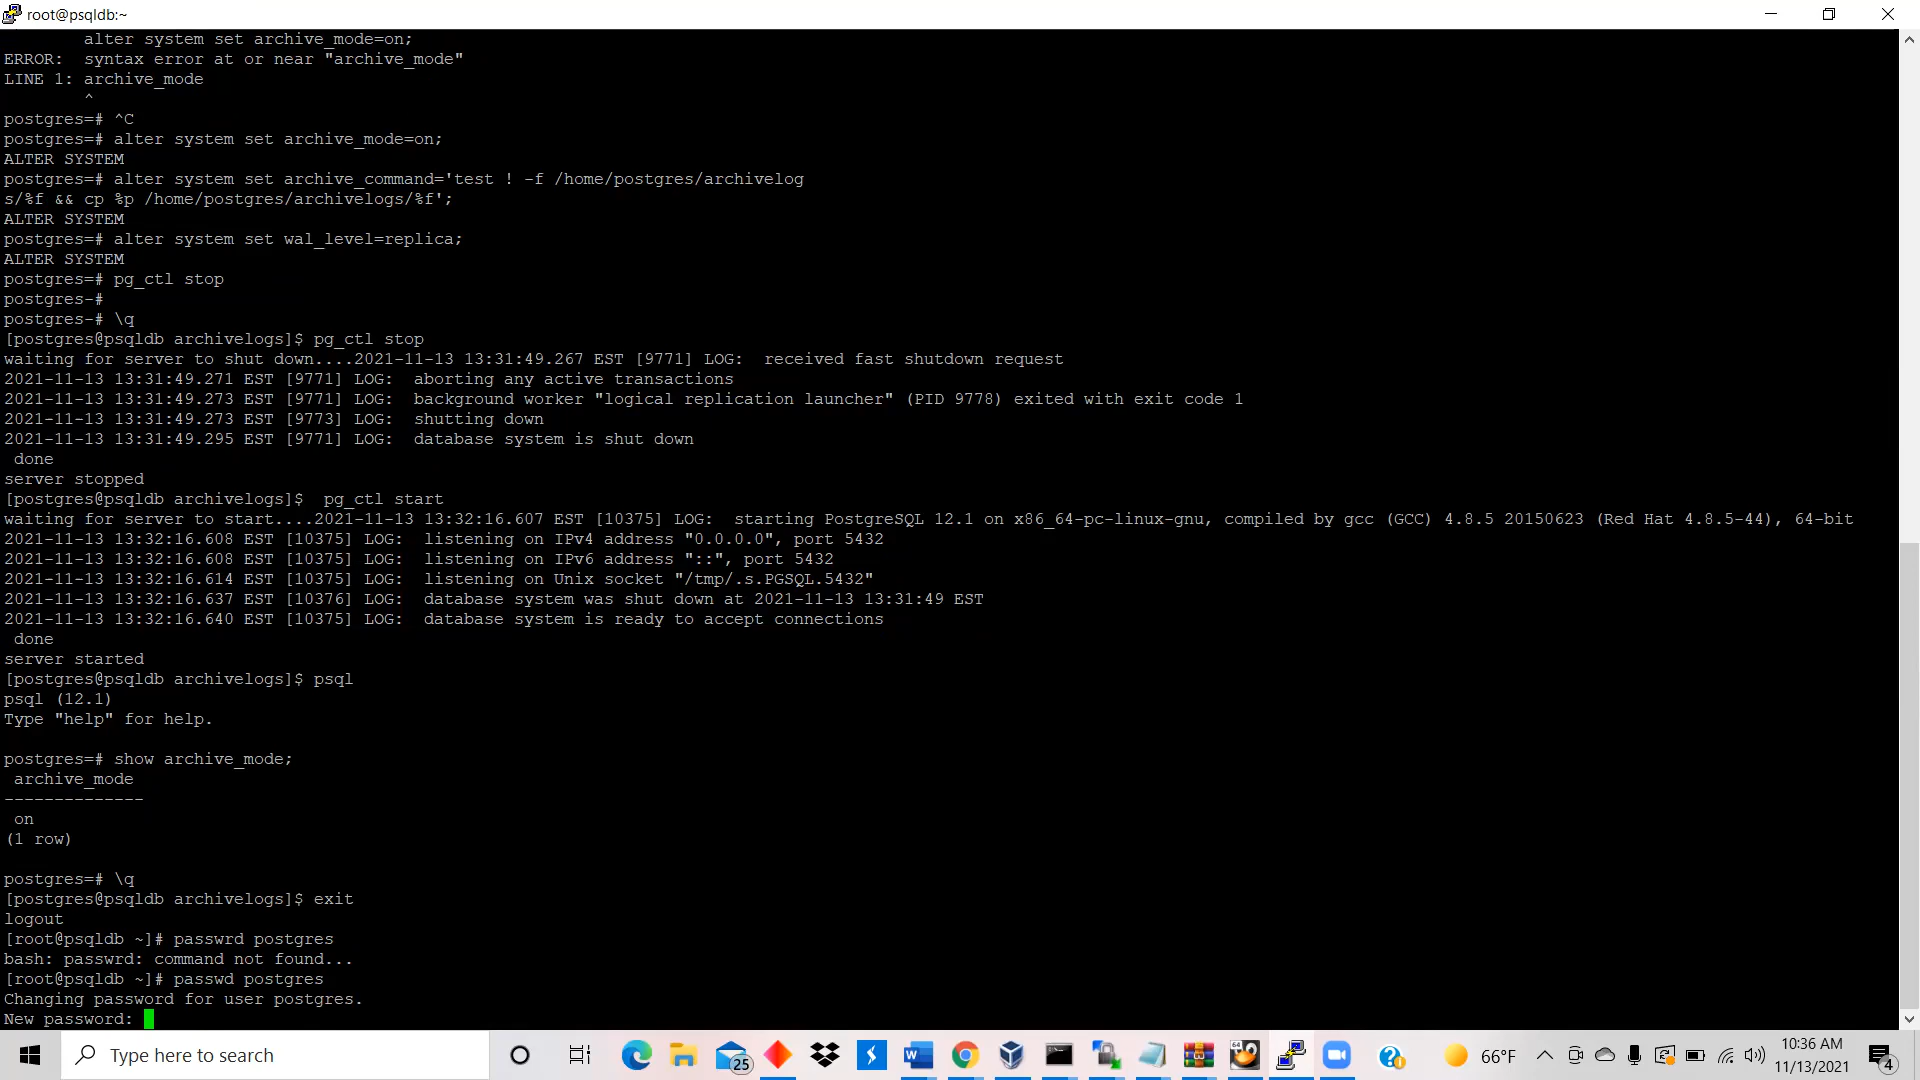 root@psqldb:~
alter system set archive_mode=on;
ERROR:  syntax error at or near "archive_mode"
LINE 1: archive_mode
^
postgres=# ^C
postgres=# alter system set archive_mode=on;
ALTER SYSTEM
postgres=# alter system set archive_command='test ! -f /home/postgres/archivelog
s/%f && cp %p /home/postgres/archivelogs/%f';
ALTER SYSTEM
postgres=# alter system set wal_level=replica;
ALTER SYSTEM
postgres=# pg_ctl stop
postgres-#
postgres-# \q
[postgres@psqldb archivelogs]$ pg_ctl stop
waiting for server to shut down....2021-11-13 13:31:49.267 EST [9771] LOG:  received fast shutdown request
2021-11-13 13:31:49.271 EST [9771] LOG:  aborting any active transactions
2021-11-13 13:31:49.273 EST [9771] LOG:  background worker "logical replication launcher" (PID 9778) exited with exit code 1
2021-11-13 13:31:49.273 EST [9773] LOG:  shutting down
2021-11-13 13:31:49.295 EST [9771] LOG:  database system is shut down
done
server stopped
[postgres@psqldb archivelogs]$  pg_ctl start
waiting for server to start....2021-11-13 13:32:16.607 EST [10375] LOG:  starting PostgreSQL 12.1 on x86_64-pc-linux-gnu, compiled by gcc (GCC) 4.8.5 20150623 (Red Hat 4.8.5-44), 64-bit
2021-11-13 13:32:16.608 EST [10375] LOG:  listening on IPv4 address "0.0.0.0", port 5432
2021-11-13 13:32:16.608 EST [10375] LOG:  listening on IPv6 address "::", port 5432
2021-11-13 13:32:16.614 EST [10375] LOG:  listening on Unix socket "/tmp/.s.PGSQL.5432"
2021-11-13 13:32:16.637 EST [10376] LOG:  database system was shut down at 2021-11-13 13:31:49 EST
2021-11-13 13:32:16.640 EST [10375] LOG:  database system is ready to accept connections
done
server started
[postgres@psqldb archivelogs]$ psql
psql (12.1)
Type "help" for help.
postgres=# show archive_mode;
archive_mode
--------------
on
(1 row)
postgres=# \q
[postgres@psqldb archivelogs]$ exit
logout
[root@psqldb ~]# passwrd postgres
bash: passwrd: command not found...
[root@psqldb ~]# passwd postgres
Changing password for user postgres.
New password:
Type here to search
25
W
64
66°F
10:36 AM
11/13/2021
4